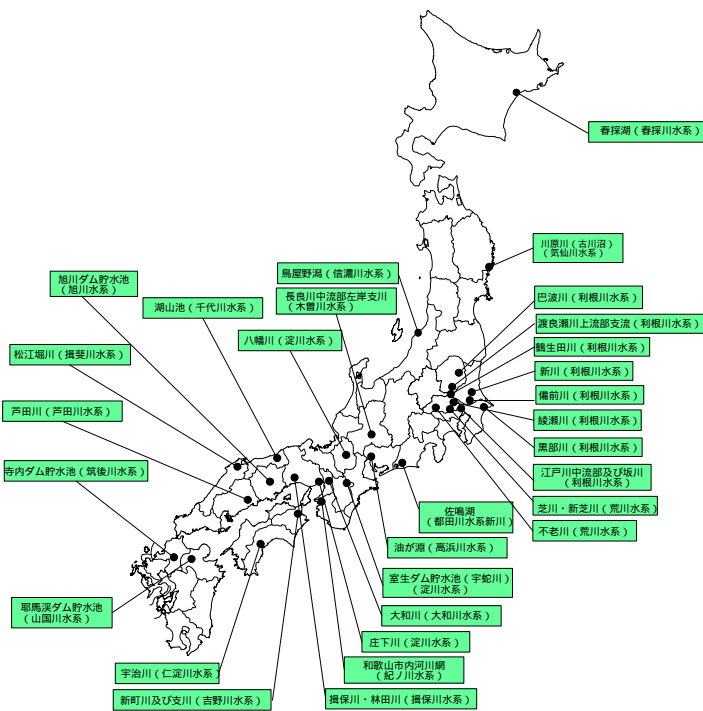 春採湖（春採川水系）
川原川（古川沼）
（気仙川水系）
鳥屋野潟（信濃川水系）
旭川ダム貯水池
（旭川水系）
長良川中流部左岸支川
（木曽川水系）
巴波川（利根川水系）
湖山池（千代川水系）
渡良瀬川上流部支流（利根川水系）
八幡川（淀川水系）
鶴生田川（利根川水系）
松江堀川（揖斐川水系）
新川（利根川水系）
備前川（利根川水系）
芦田川（芦田川水系）
綾瀬川（利根川水系）
黒部川（利根川水系）
寺内ダム貯水池（筑後川水系）
江戸川中流部及び坂川
（利根川水系）
芝川・新芝川（荒川水系）
佐鳴湖
（都田川水系新川）
不老川（荒川水系）
油が淵（高浜川水系）
室生ダム貯水池（宇蛇川）
（淀川水系）
耶馬渓ダム貯水池
（山国川水系）
大和川（大和川水系）
庄下川（淀川水系）
宇治川（仁淀川水系）
和歌山市内河川網
（紀ノ川水系）
新町川及び支川（吉野川水系）
揖保川・林田川（揖保川水系）